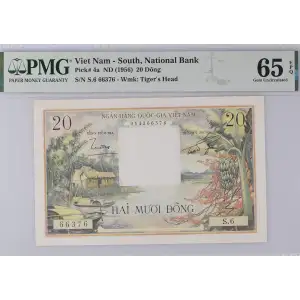 PMG
PAPER MONEY GUARANTY
Viet Nam - South, National Bank
Pick# 4a ND (1956) 20 Dông
S/N S.6 66376 - Wmk: Tiger's Head
65 EPQ
Gem Uncirculated
NGÂN-HÀNG QUỐC-GIA VIỆT-NAM
20
20
HAI MƯƠI ĐỒNG
66376
S.6